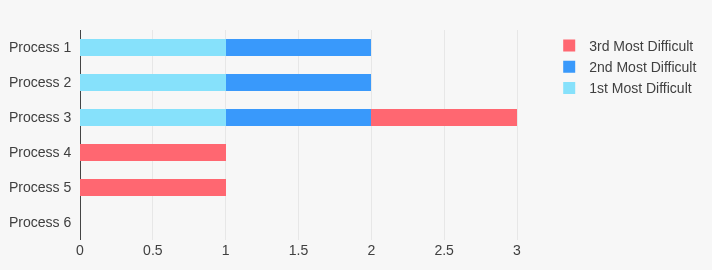 Process 1
Process 2
Process 3
Process 4
Process 5
Process 6
0 0.5 1 1.5 2 2.5 3
3rd Most Difficult
2nd Most Difficult
1st Most Difficult